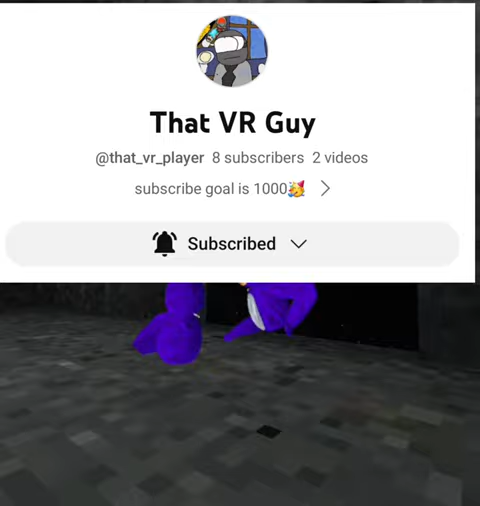 That VR Guy
@that_vr_player 8 subscribers 2 videos
subscribe goal is 1000🥳
Subscribed